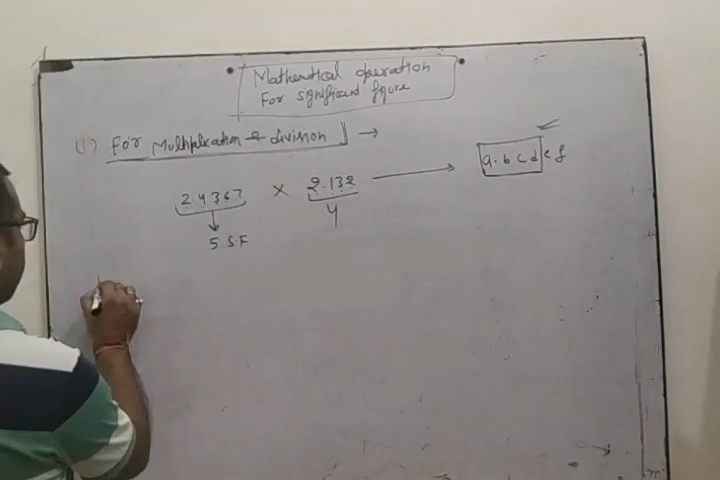 Mathematical operation
For significant figure
(1) For Multiplication & division →
2.4367 × 2.132 → a.bcdef
5 S.F 4